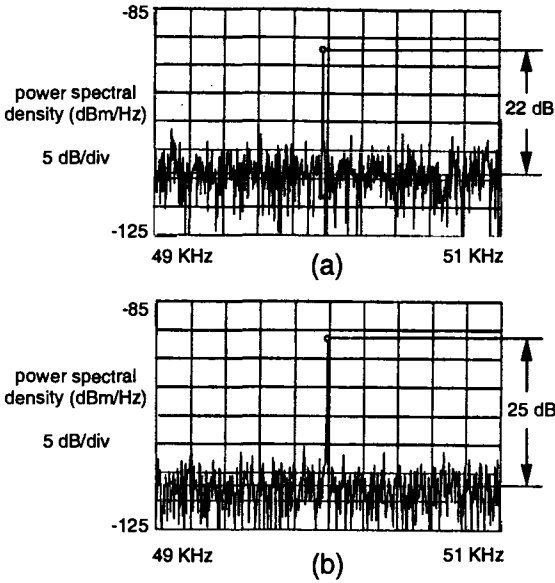 -85
power spectral
density (dBm/Hz)
22 dB
5 dB/div
-125
49 KHz
51 KHz
(a)
-85
power spectral
density (dBm/Hz)
25 dB
5 dB/div
-125
49 KHz
51 KHz
(b)